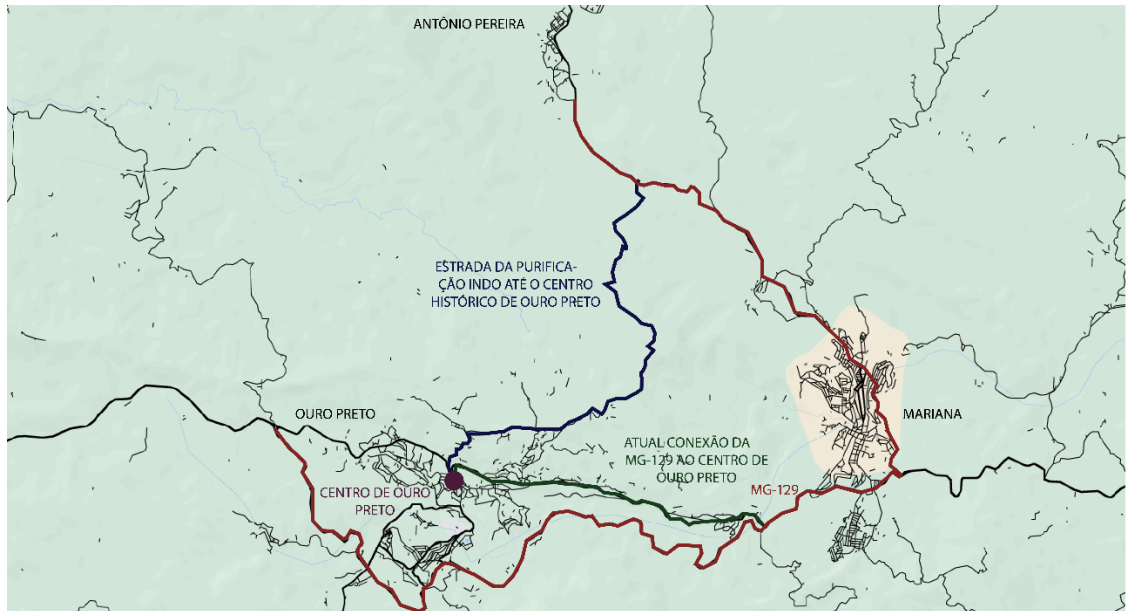 ANTÔNIO PEREIRA
ESTRADA DA PURIFICA-
ÇÃO INDO ATÉ O CENTRO
HISTÓRICO DE OURO PRETO
OURO PRETO
MARIANA
ATUAL CONEXÃO DA
MG-129 AO CENTRO DE
OURO PRETO
MG-129
CENTRO DE OURO
PRETO